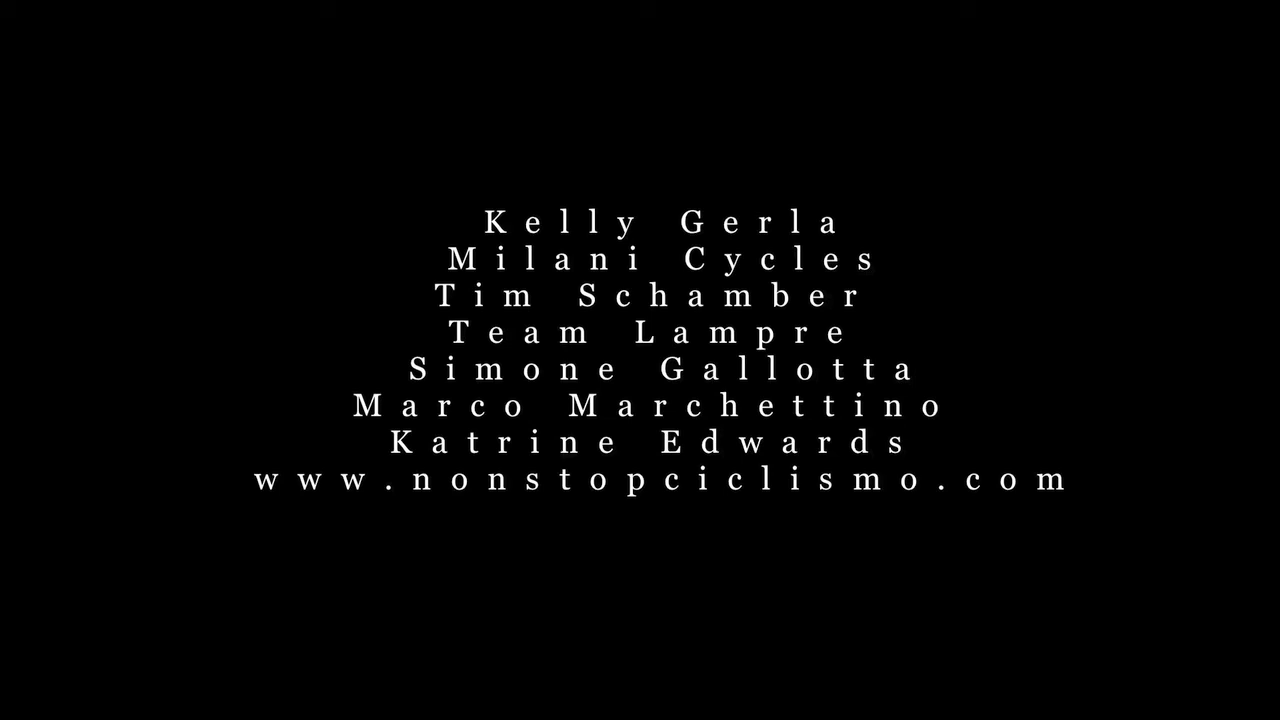 Kelly Gerla
Milani Cycles
Tim Schamber
Team Lampre
Simone Gallotta
Marco Marchettino
Katrine Edwards
www.nonstopciclismo.com